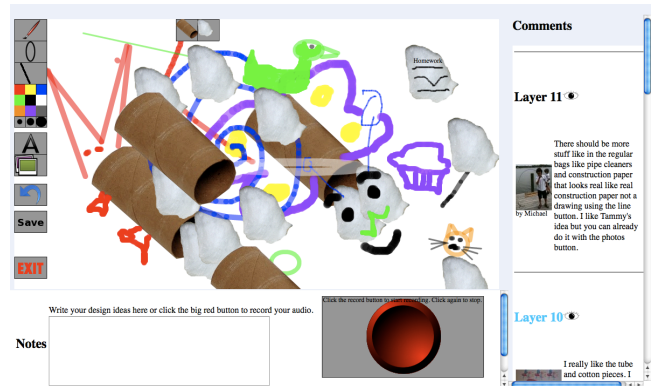 Comments
Homework
Layer 11
There should be more
stuff like in the regular
bags like pipe cleaners
and construction paper
that looks real like real
construction paper not a
drawing using the line
button. I like Tammy's
idea but you can already
do it with the photos
button.
by Michael
A
Save
EXIT
Layer 10
I really like the tube
and cotton pieces. I
Write your design ideas here or click the big red button to record your audio.
Click the record button to start recording. Click again to stop.
Notes